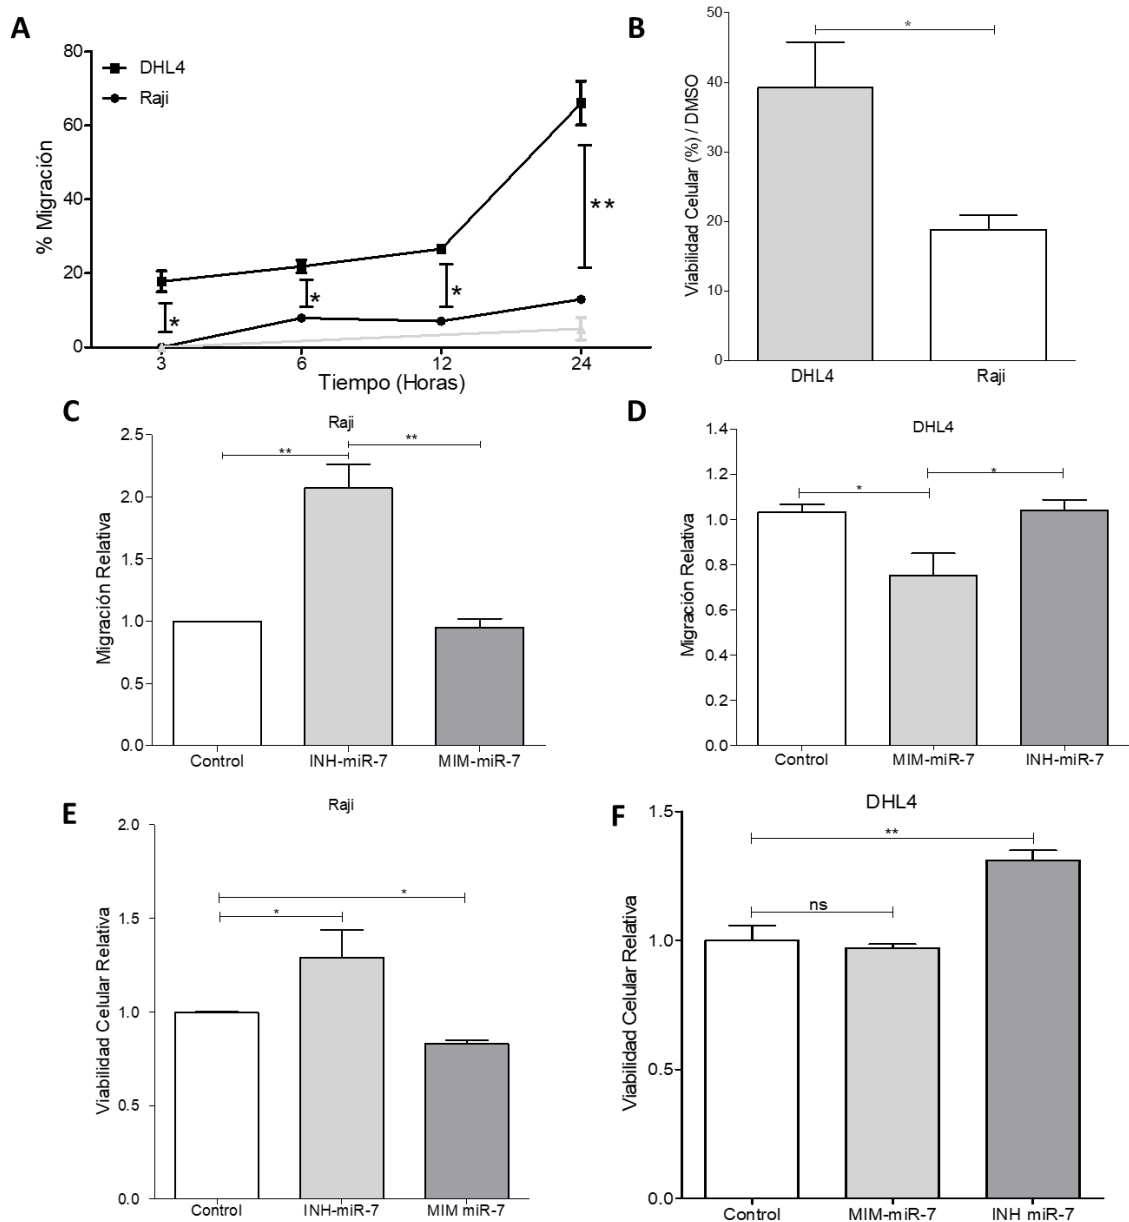 A
80
60
40
20
0
% Migración
DHL4
Raji
*
*
*
**
3 6 12 24
Tiempo (Horas)
B
50
40
30
20
10
0
Viabilidad Celular (%) / DMSO
*
DHL4 Raji
C
Raji
2.5
2.0
1.5
1.0
0.5
0.0
Migración Relativa
** **
Control INH-miR-7 MIM-miR-7
D
DHL4
1.4
1.2
1.0
0.8
0.6
0.4
0.2
0.0
Migración Relativa
* *
Control MIM-miR-7 INH-miR-7
E
Raji
2.0
1.5
1.0
0.5
0.0
Viabilidad Celular Relativa
*
*
Control INH-miR-7 MIM miR-7
F
DHL4
1.5
1.0
0.5
0.0
Viabilidad Celular Relativa
**
ns
Control MIM-miR-7 INH miR-7